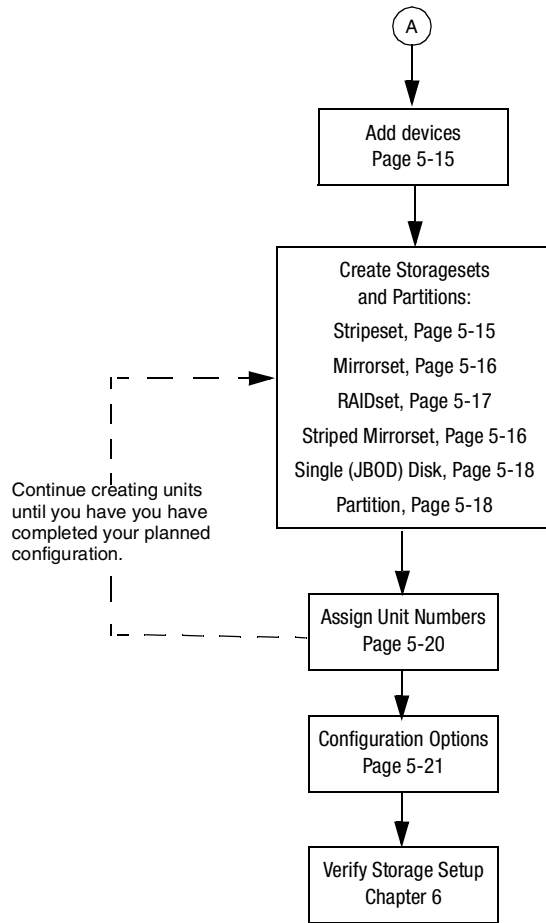 A
Add devices
Page 5-15
Create Storagesets
and Partitions:
Stripeset, Page 5-15
Mirrorset, Page 5-16
RAIDset, Page 5-17
Striped Mirrorset, Page 5-16
Single (JBOD) Disk, Page 5-18
Partition, Page 5-18
Continue creating units
until you have you have
completed your planned
configuration.
Assign Unit Numbers
Page 5-20
Configuration Options
Page 5-21
Verify Storage Setup
Chapter 6